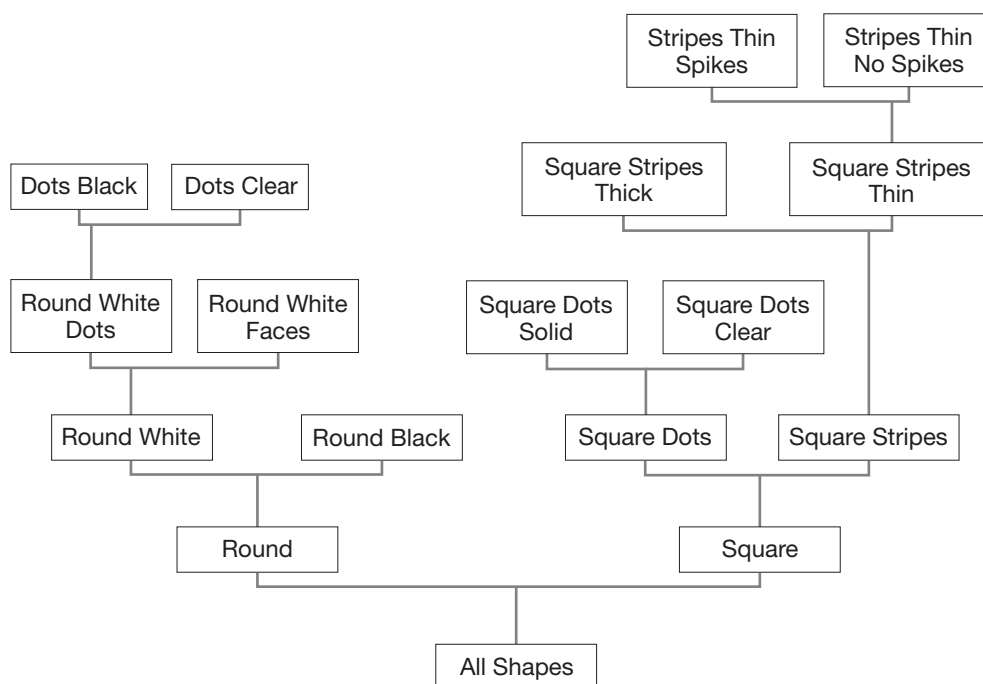 Stripes Thin
Spikes
Stripes Thin
No Spikes
Dots Black
Dots Clear
Square Stripes
Thick
Square Stripes
Thin
Round White
Dots
Round White
Faces
Square Dots
Solid
Square Dots
Clear
Round White
Round Black
Square Dots
Square Stripes
Round
Square
All Shapes